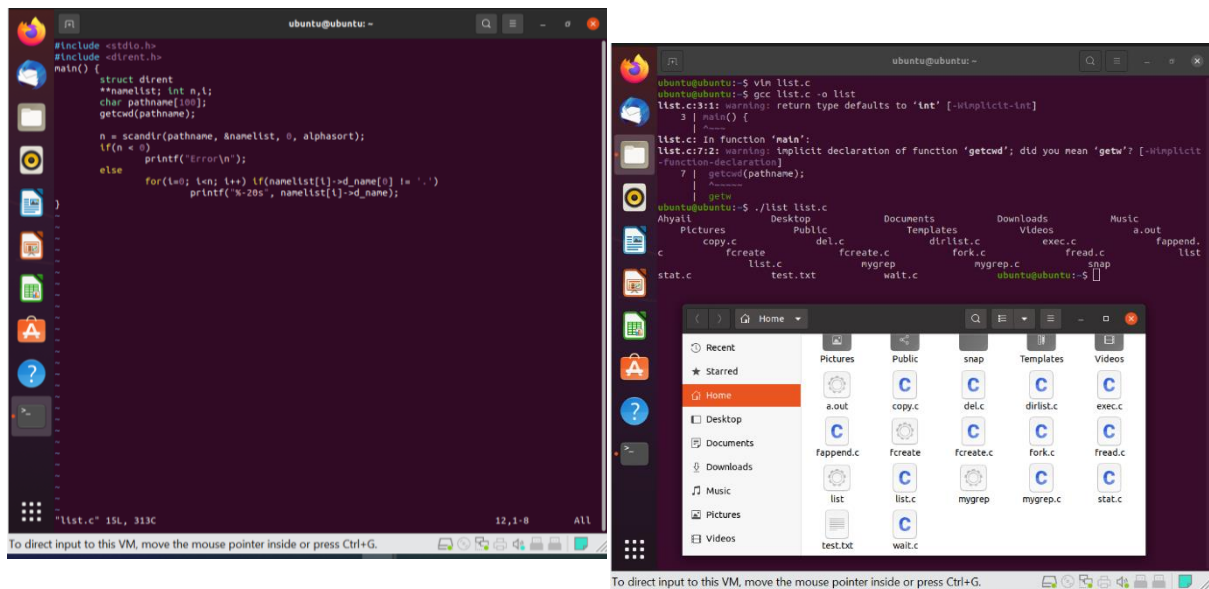 ubuntu@ubuntu: ~
#include <stdio.h>
#include <dirent.h>
main() {
struct dirent
**namelist; int n,i;
char pathname[100];
getcwd(pathname);
n = scandir(pathname, &namelist, 0, alphasort);
if(n < 0)
printf("Error\n");
else
for(i=0; i<n; i++) if(namelist[i]->d_name[0] != '.')
printf("%-20s", namelist[i]->d_name);
}
"list.c" 15L, 313C 12,1-8 All
To direct input to this VM, move the mouse pointer inside or press Ctrl+G.
ubuntu@ubuntu: ~
ubuntu@ubuntu:~$ vim list.c
ubuntu@ubuntu:~$ gcc list.c -o list
list.c:3:1: warning: return type defaults to ‘int’ [-Wimplicit-int]
3 | main() {
| ^~~~
list.c: In function ‘main’:
list.c:7:2: warning: implicit declaration of function ‘getcwd’; did you mean ‘getw’? [-Wimplicit
-function-declaration]
7 | getcwd(pathname);
| ^~~~~~
| getw
ubuntu@ubuntu:~$ ./list list.c
Ahyaii Desktop Documents Downloads Music
Pictures Public Templates Videos a.out
copy.c del.c dirlist.c exec.c fappend.
c fcreate fcreate.c fork.c fread.c list
list.c mygrep mygrep.c snap
stat.c test.txt wait.c ubuntu@ubuntu:~$
Home
Recent
Starred
Home
Desktop
Documents
Downloads
Music
Pictures
Videos
Pictures Public snap Templates Videos
a.out copy.c del.c dirlist.c exec.c
fappend.c fcreate fcreate.c fork.c fread.c
list list.c mygrep mygrep.c stat.c
test.txt wait.c
To direct input to this VM, move the mouse pointer inside or press Ctrl+G.